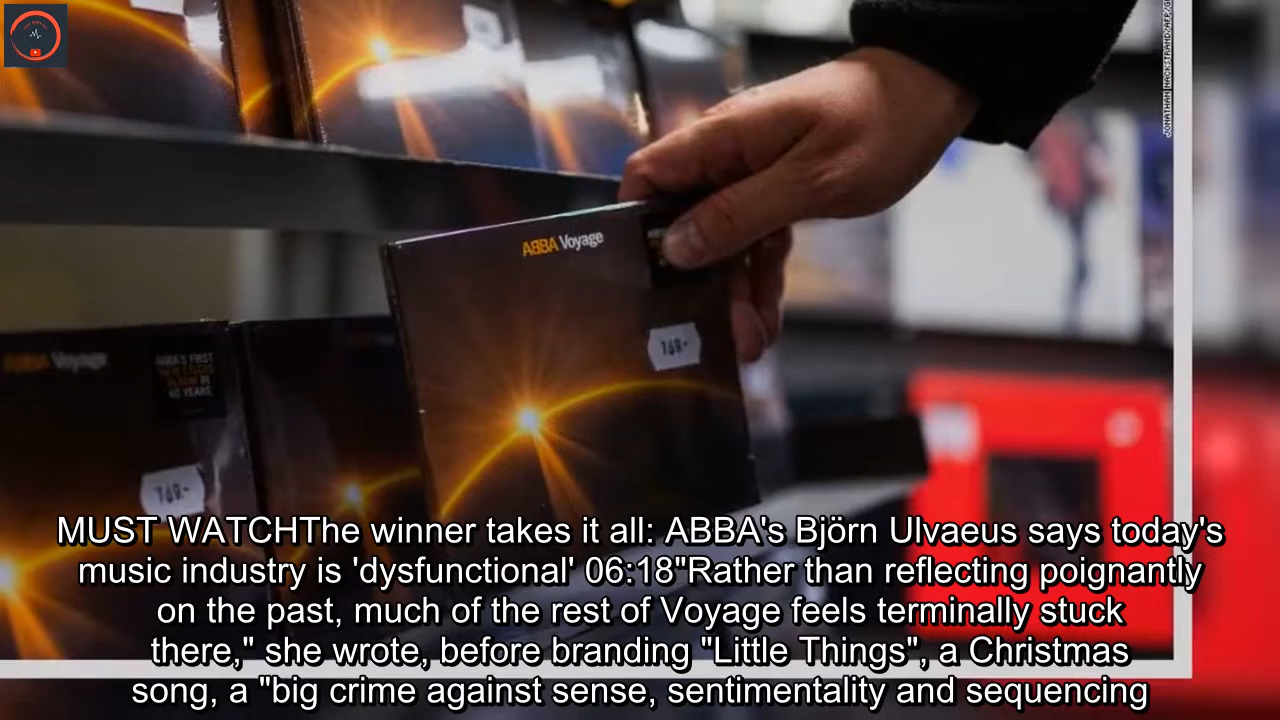 JONATHAN NACKSTRAND/AFP/
ABBA Voyage
169.-
ABBA Voyage
ABBA'S FIRST
NEW STUDIO
ALBUM IN
40 YEARS
169.-
MUST WATCHThe winner takes it all: ABBA's Björn Ulvaeus says today's
music industry is 'dysfunctional' 06:18"Rather than reflecting poignantly
on the past, much of the rest of Voyage feels terminally stuck
there," she wrote, before branding "Little Things", a Christmas
song, a "big crime against sense, sentimentality and sequencing